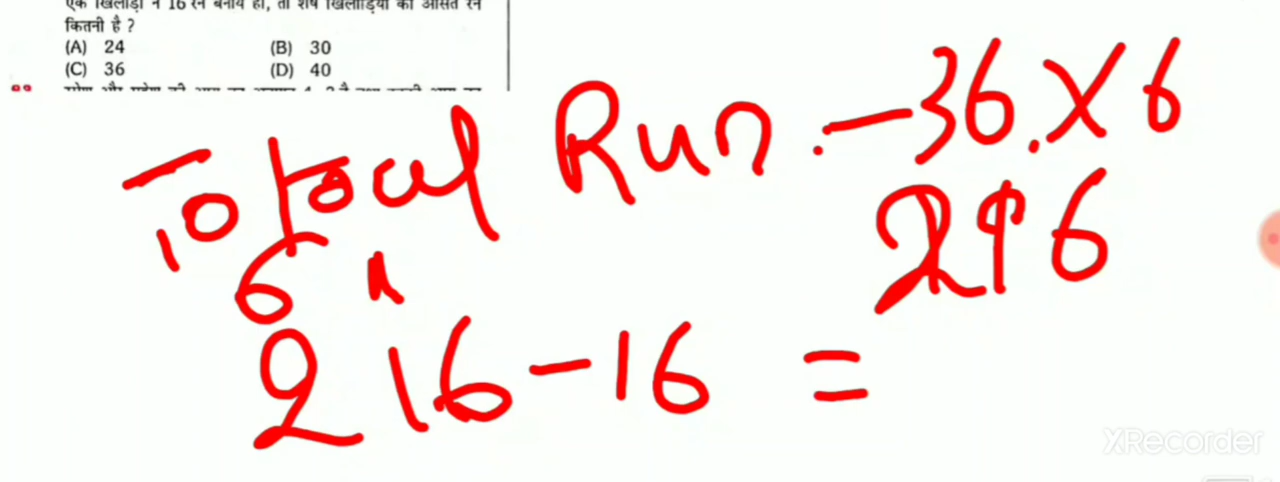 एक खिलाड़ी ने 16 रन बनाये हों, तो शेष खिलाड़ियों की औसत रन
कितनी है ?
(A) 24 (B) 30
(C) 36 (D) 40
Total Run :- 36 × 6
216
6
216 - 16 =
XRecorder